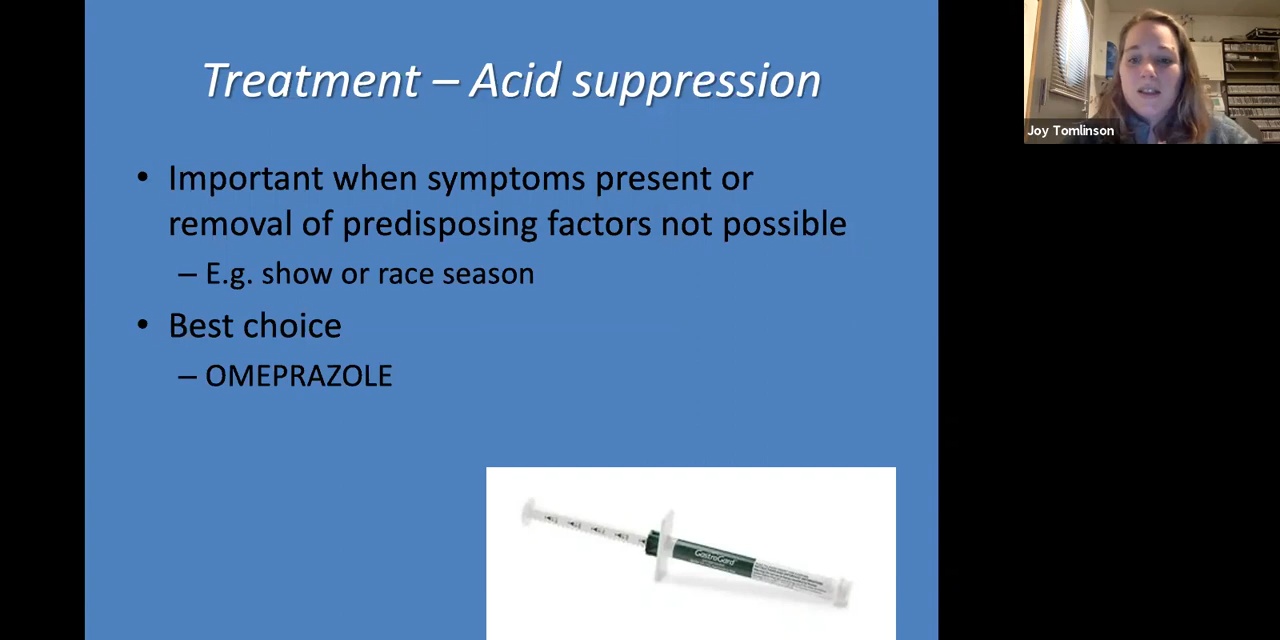 Treatment – Acid suppression
• Important when symptoms present or
removal of predisposing factors not possible
– E.g. show or race season
• Best choice
– OMEPRAZOLE
GastroGard
Joy Tomlinson